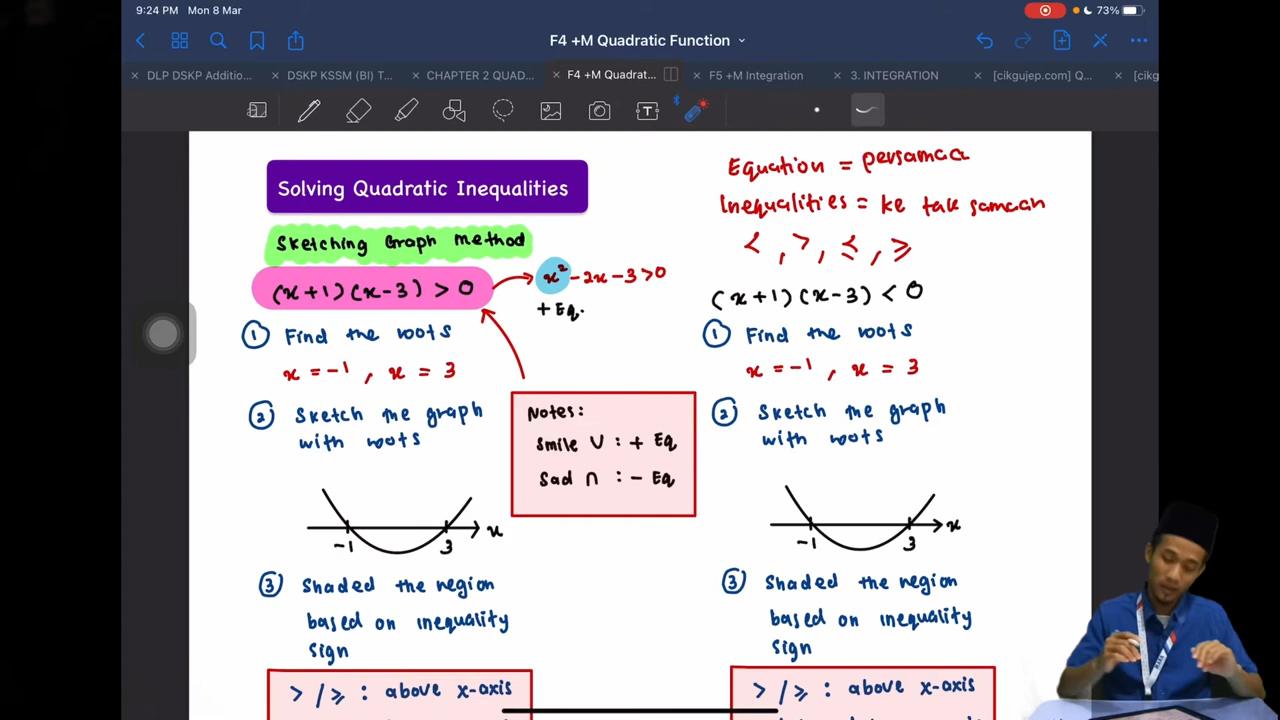 9:24 PM Mon 8 Mar
73%
F4 +M Quadratic Function
DLP DSKP Additio...
DSKP KSSM (BI) T...
CHAPTER 2 QUAD...
F4 +M Quadrat...
F5 +M Integration
3. INTEGRATION
[cikgujep.com] Q...
[cikg
Solving Quadratic Inequalities
Sketching Graph method
(x+1)(x-3) > 0
x² - 2x - 3 > 0
+ Eq.
① Find the roots
x = -1, x = 3
② Sketch the graph
with roots
Notes:
Smile ∪ : + Eq
Sad ∩ : - Eq
-1 3 x
③ Shaded the region
based on inequality
sign
> / ≥ : above x-axis
Equation = persamaa
Inequalities = ke tak samaan
< , > , ≤ , ≥
(x+1)(x-3) < 0
① Find the roots
x = -1, x = 3
② Sketch the graph
with roots
-1 3 x
③ Shaded the region
based on inequality
sign
> / ≥ : above x-axis